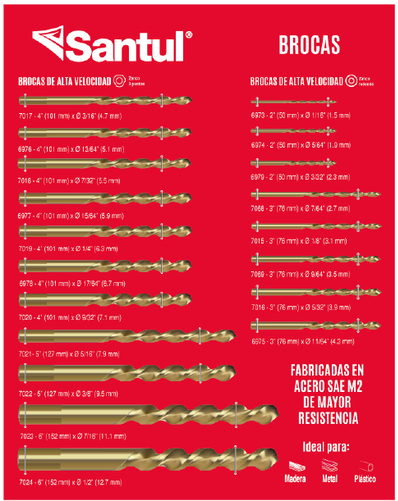 Santul®
BROCAS
BROCAS DE ALTA VELOCIDAD
7017 - 4" (101 mm) x Ø 3/16" (4.7 mm)
6976 - 4" (101 mm) x Ø 13/64" (5.1 mm)
7018 - 4" (101 mm) x Ø 7/32" (5.5 mm)
6977 - 4" (101 mm) x Ø 15/64" (5.9 mm)
7019 - 4" (101 mm) x Ø 1/4" (6.3 mm)
6978 - 4" (101 mm) x Ø 17/64" (6.7 mm)
7020 - 4" (101 mm) x Ø 9/32" (7.1 mm)
7021 - 5" (127 mm) x Ø 5/16" (7.9 mm)
7022 - 5" (127 mm) x Ø 3/8" (9.5 mm)
7023 - 6" (152 mm) x Ø 7/16" (11.1 mm)
7024 - 6" (152 mm) x Ø 1/2" (12.7 mm)
BROCAS DE ALTA VELOCIDAD
6973 - 2" (50 mm) x Ø 1/16" (1.5 mm)
6974 - 2" (50 mm) x Ø 5/64" (1.9 mm)
6979 - 2" (50 mm) x Ø 3/32" (2.3 mm)
7068 - 3" (76 mm) x Ø 7/64" (2.7 mm)
7015 - 3" (76 mm) x Ø 1/8" (3.1 mm)
7069 - 3" (76 mm) x Ø 9/64" (3.5 mm)
7016 - 3" (76 mm) x Ø 5/32" (3.9 mm)
6975 - 3" (76 mm) x Ø 11/64" (4.3 mm)
FABRICADAS EN
ACERO SAE M2
DE MAYOR
RESISTENCIA
Ideal para:
Madera Metal Plástico